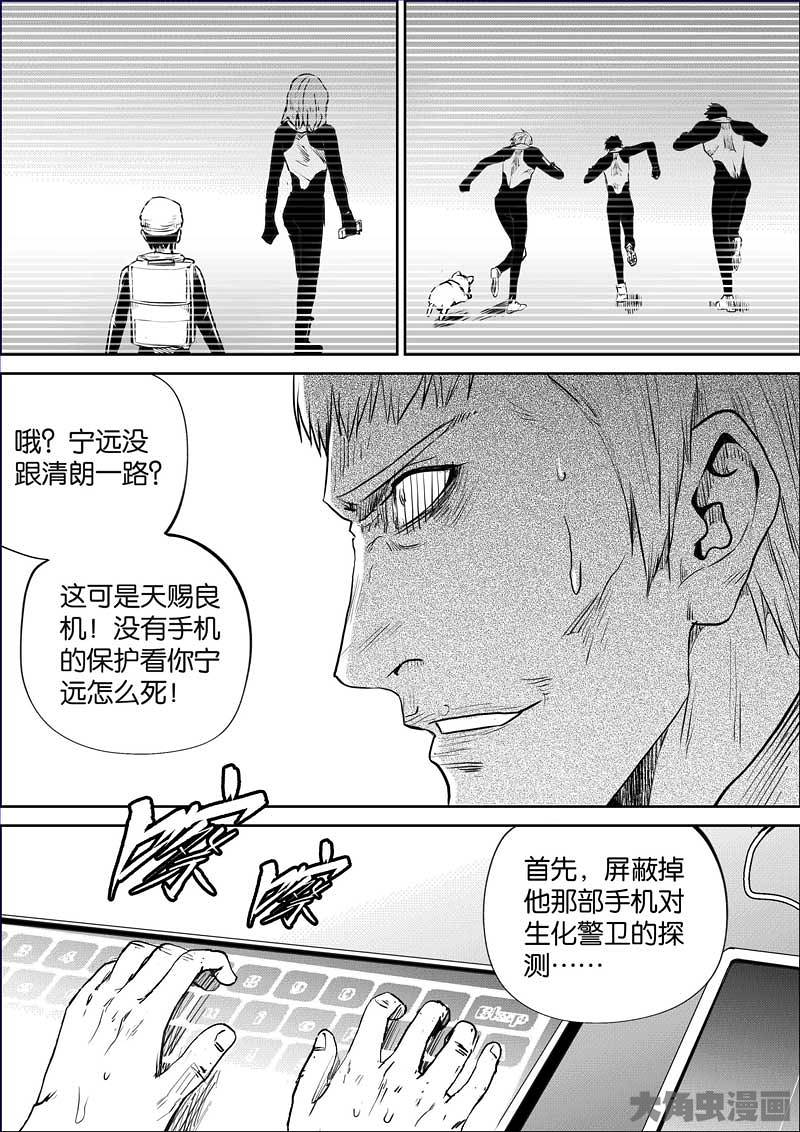 哦？宁远没
跟清朗一路？
这可是天赐良
机！没有手机
的保护看你宁
远怎么死！
首先，屏蔽掉
他那部手机对
生化警卫的探
测……
大角虫漫画